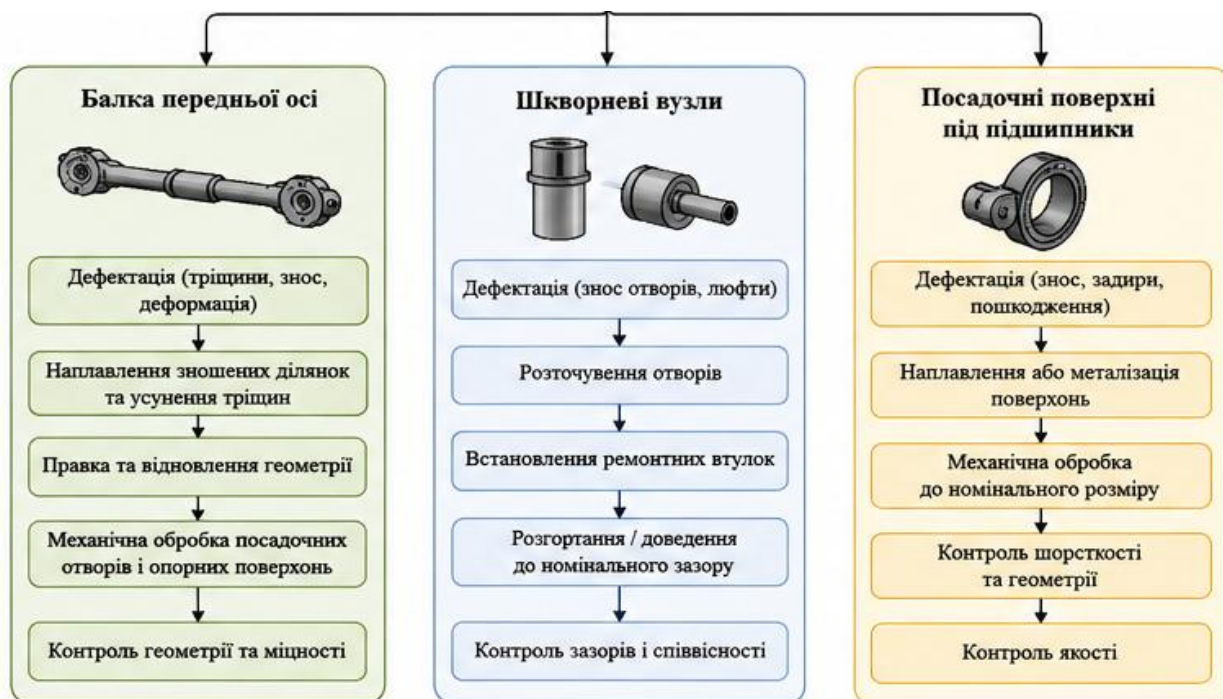 Балка передньої осі
Дефектація (тріщини, знос,
деформація)
Наплавлення зношених ділянок
та усунення тріщин
Правка та відновлення геометрії
Механічна обробка посадочних
отворів і опорних поверхонь
Контроль геометрії та міцності
Шкворневі вузли
Дефектація (знос отворів, люфти)
Розточування отворів
Встановлення ремонтних втулок
Розгортання / доведення
до номінального зазору
Контроль зазорів і співвісності
Посадочні поверхні
під підшипники
Дефектація (знос, задири,
пошкодження)
Наплавлення або металізація
поверхонь
Механічна обробка
до номінального розміру
Контроль шорсткості
та геометрії
Контроль якості